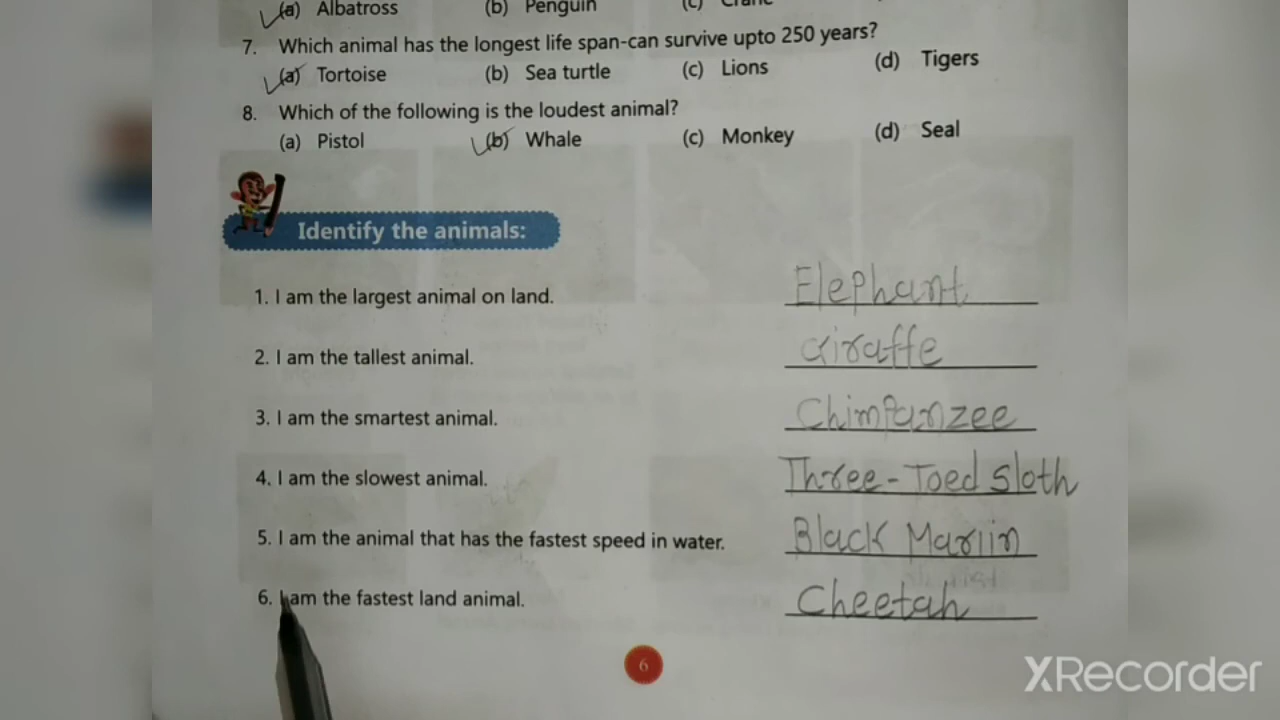 (a) Albatross (b) Penguin (c) Crane
7. Which animal has the longest life span-can survive upto 250 years?
(a) Tortoise (b) Sea turtle (c) Lions (d) Tigers
8. Which of the following is the loudest animal?
(a) Pistol (b) Whale (c) Monkey (d) Seal
Identify the animals:
1. I am the largest animal on land. Elephant
2. I am the tallest animal. Giraffe
3. I am the smartest animal. Chimpanzee
4. I am the slowest animal. Three-Toed Sloth
5. I am the animal that has the fastest speed in water. Black Mariin
6. I am the fastest land animal. Cheetah
6
XRecorder